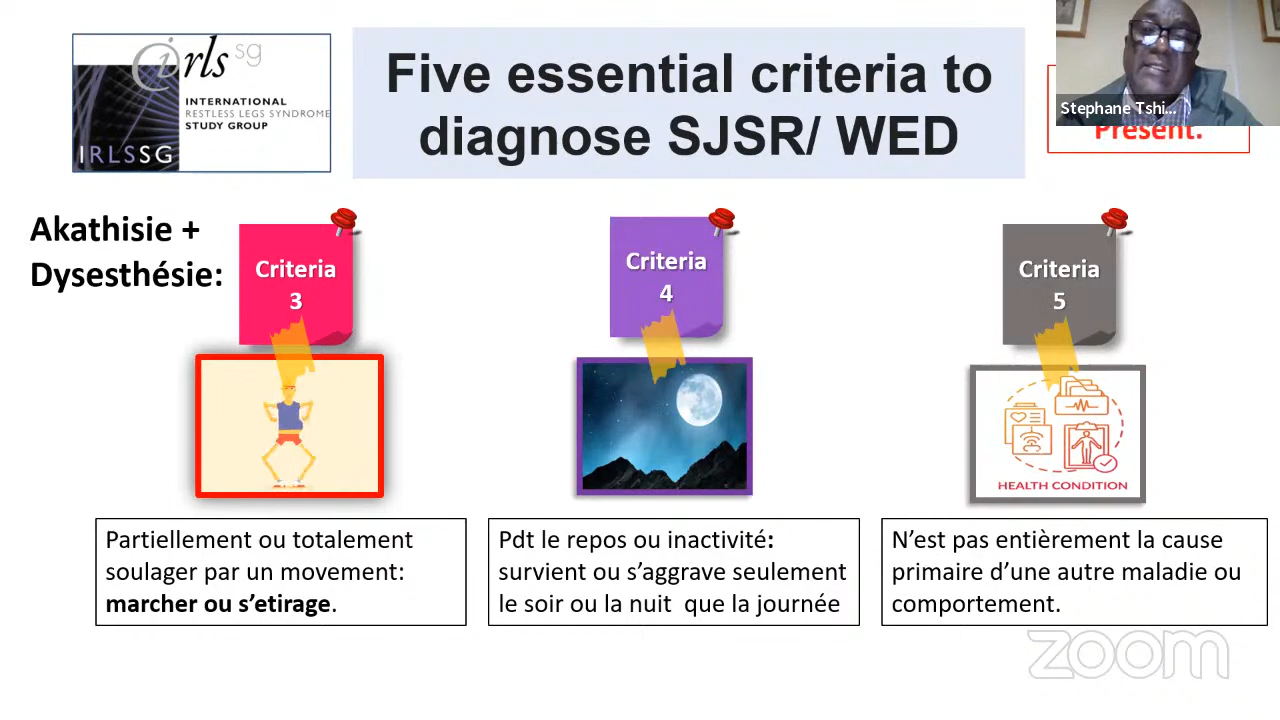 irls sg
INTERNATIONAL
RESTLESS LEGS SYNDROME
STUDY GROUP
IRLSSG
Five essential criteria to
diagnose SJSR/ WED
Stephane Tshi...
Present.
Akathisie +
Dysesthésie:
Criteria
3
Criteria
4
Criteria
5
HEALTH CONDITION
Partiellement ou totalement
soulager par un movement:
marcher ou s’etirage.
Pdt le repos ou inactivité:
survient ou s’aggrave seulement
le soir ou la nuit que la journée
N’est pas entièrement la cause
primaire d’une autre maladie ou
comportement.
zoom